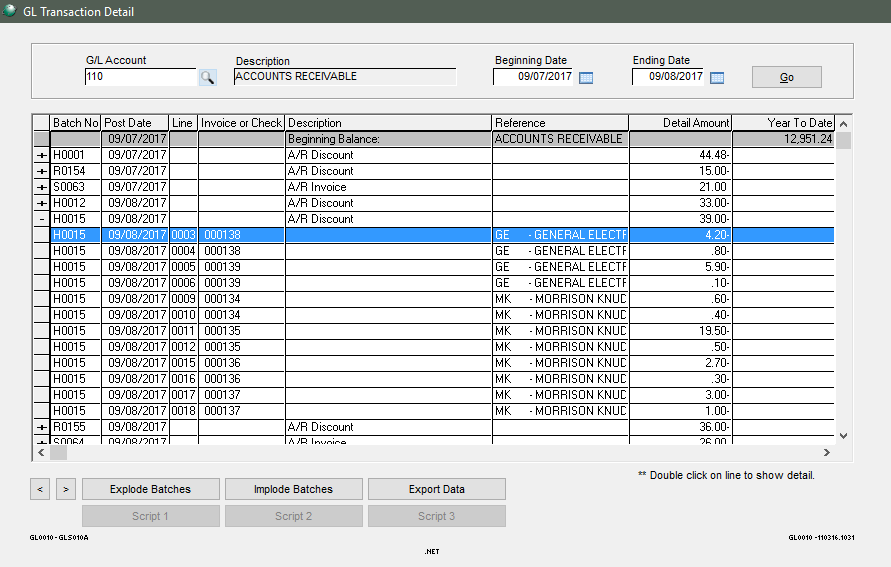 GL Transaction Detail
G/L Account Description Beginning Date Ending Date
110 ACCOUNTS RECEIVABLE 09/07/2017 09/08/2017 Go
Batch No Post Date Line Invoice or Check Description Reference Detail Amount Year To Date
09/07/2017 Beginning Balance: ACCOUNTS RECEIVABLE 12,951.24
+ H0001 09/07/2017 A/R Discount 44.48-
+ R0154 09/07/2017 A/R Discount 15.00-
+ S0063 09/07/2017 A/R Invoice 21.00
+ H0012 09/08/2017 A/R Discount 33.00-
- H0015 09/08/2017 A/R Discount 39.00-
H0015 09/08/2017 0003 000138 GE - GENERAL ELECTF 4.20-
H0015 09/08/2017 0004 000138 GE - GENERAL ELECTF .80-
H0015 09/08/2017 0005 000139 GE - GENERAL ELECTF 5.90-
H0015 09/08/2017 0006 000139 GE - GENERAL ELECTF .10-
H0015 09/08/2017 0009 000134 MK - MORRISON KNUD .60-
H0015 09/08/2017 0010 000134 MK - MORRISON KNUD .40-
H0015 09/08/2017 0011 000135 MK - MORRISON KNUD 19.50-
H0015 09/08/2017 0012 000135 MK - MORRISON KNUD .50-
H0015 09/08/2017 0015 000136 MK - MORRISON KNUD 2.70-
H0015 09/08/2017 0016 000136 MK - MORRISON KNUD .30-
H0015 09/08/2017 0017 000137 MK - MORRISON KNUD 3.00-
H0015 09/08/2017 0018 000137 MK - MORRISON KNUD 1.00-
+ R0155 09/08/2017 A/R Discount 36.00-
+ S0064 09/08/2017 A/R Invoice 26.00
** Double click on line to show detail.
< > Explode Batches Implode Batches Export Data
Script 1 Script 2 Script 3
GL0010 - GLS010A GL0010 -110316.1031
.NET